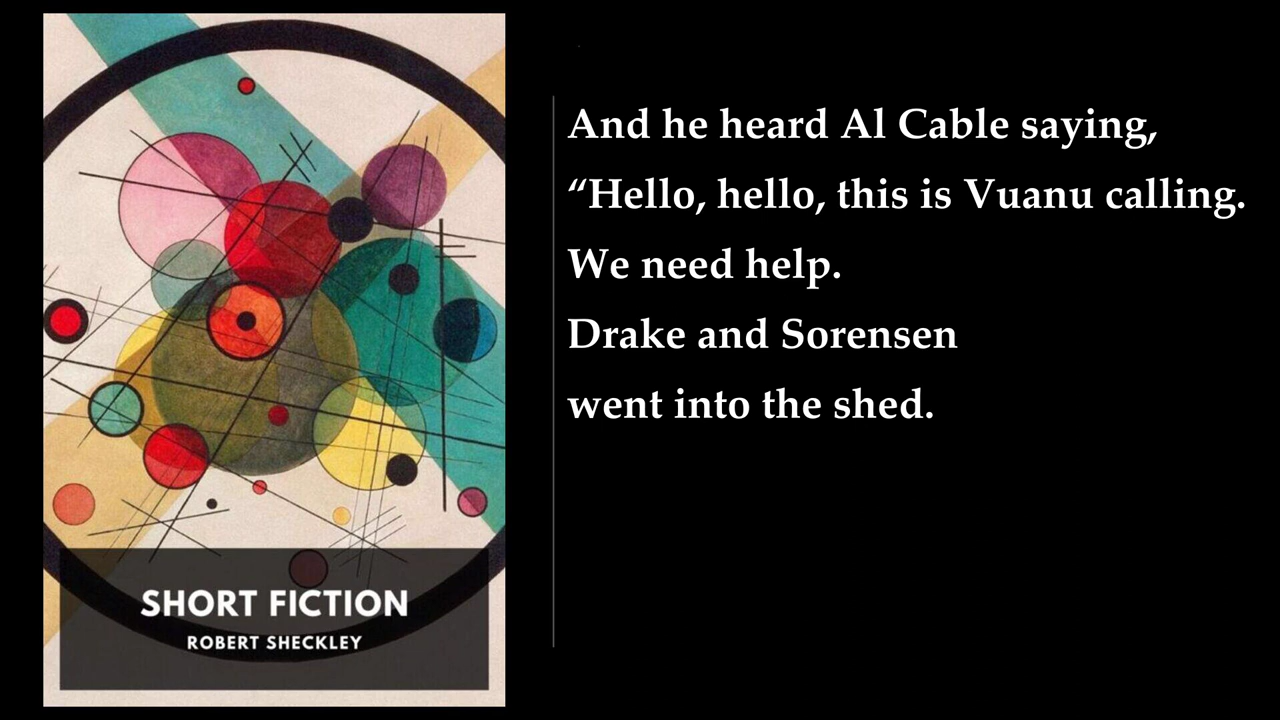 SHORT FICTION
ROBERT SHECKLEY
And he heard Al Cable saying,
“Hello, hello, this is Vuanu calling.
We need help.
Drake and Sorensen
went into the shed.